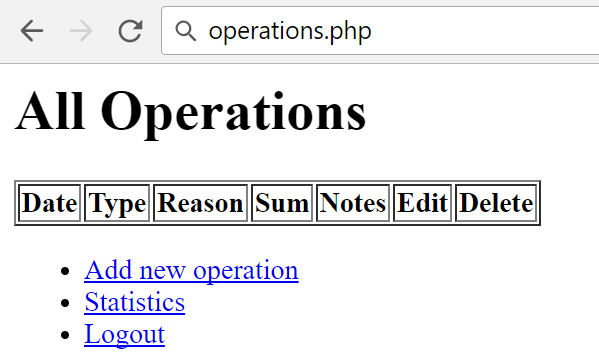 operations.php
All Operations
Date Type Reason Sum Notes Edit Delete
Add new operation
Statistics
Logout